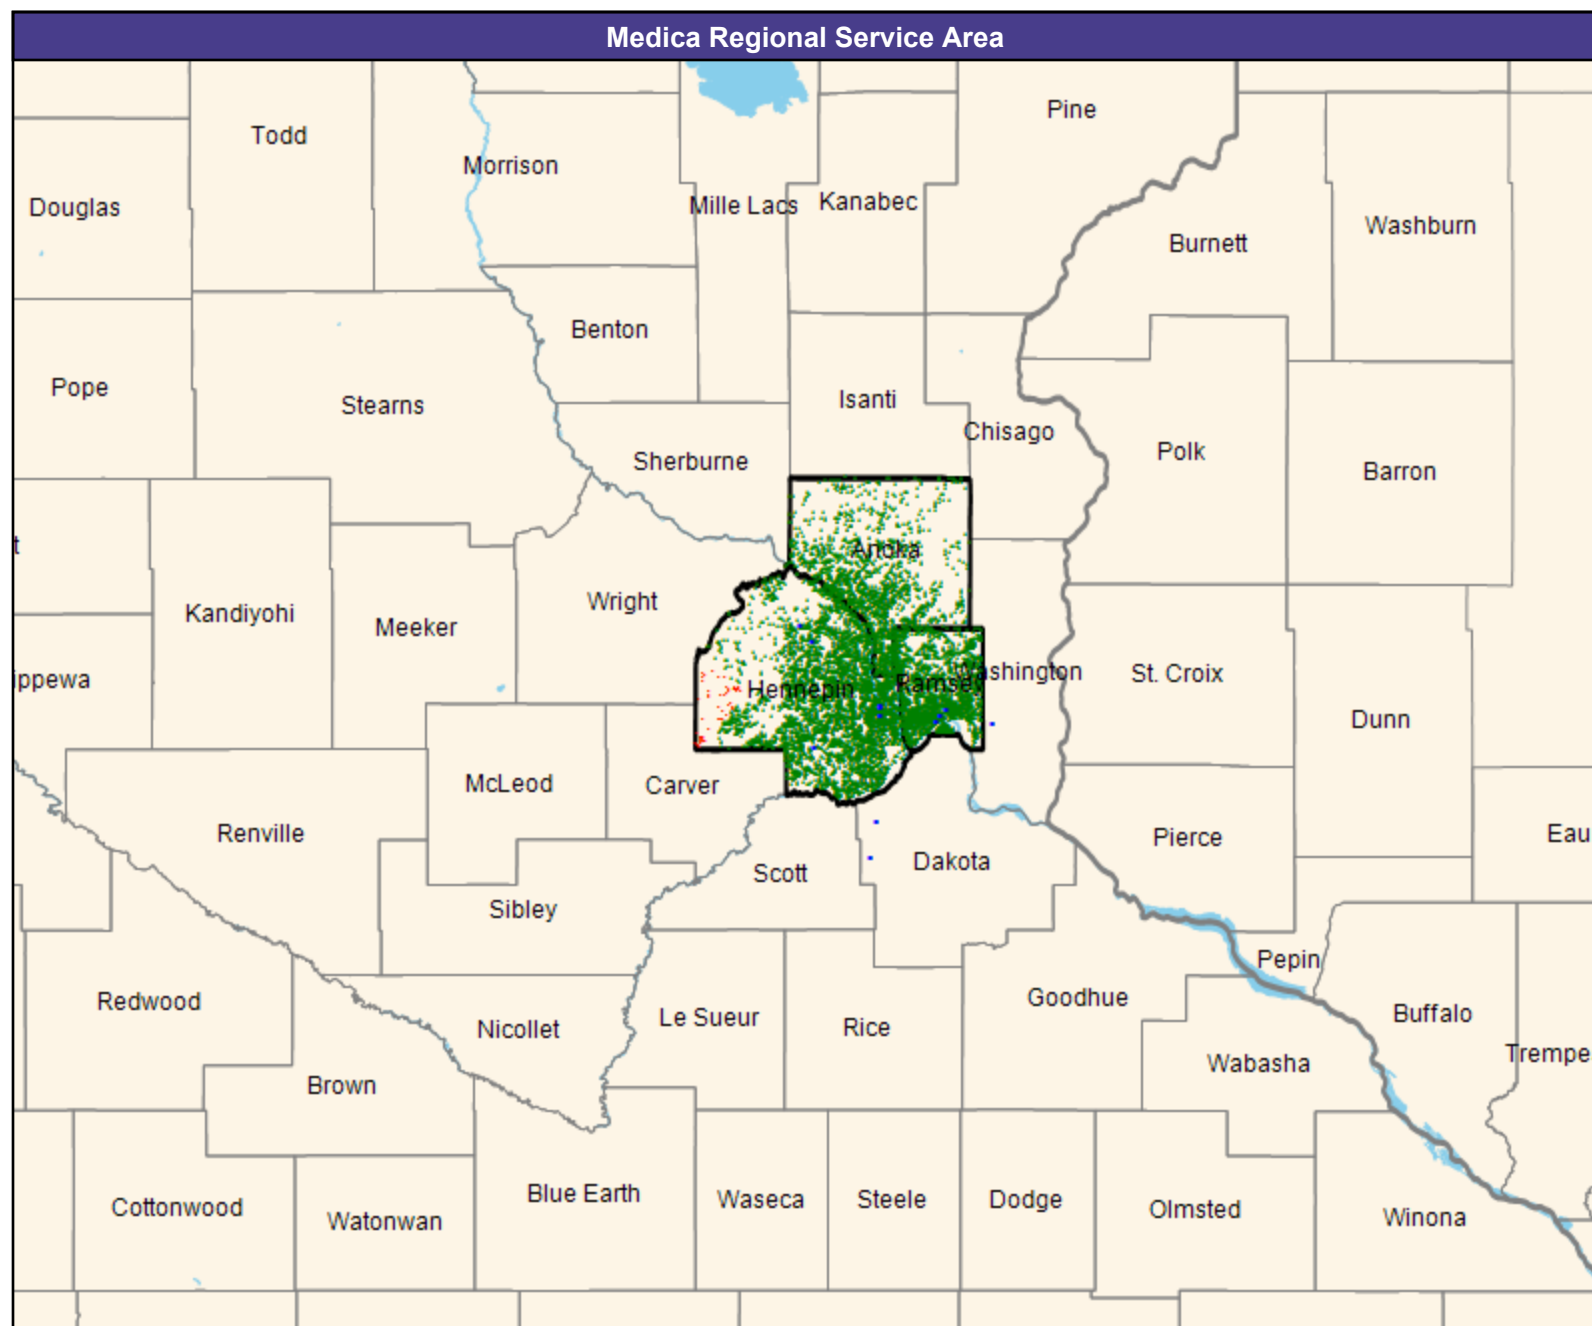 Medica Regional Service Area
Pine
Todd
Morrison
Douglas
Mille Lacs
Kanabec
Washburn
Burnett
Benton
Pope
Stearns
Isanti
Chisago
Polk
Sherburne
Barron
t
Anoka
Kandiyohi
Wright
Meeker
ippewa
Hennepin
Ramsey
Washington
St. Croix
Dunn
McLeod
Carver
Renville
Pierce
Eau
Scott
Dakota
Sibley
Pepin
Redwood
Goodhue
Le Sueur
Nicollet
Rice
Buffalo
Trempe
Wabasha
Brown
Blue Earth
Waseca
Steele
Dodge
Cottonwood
Olmsted
Watonwan
Winona